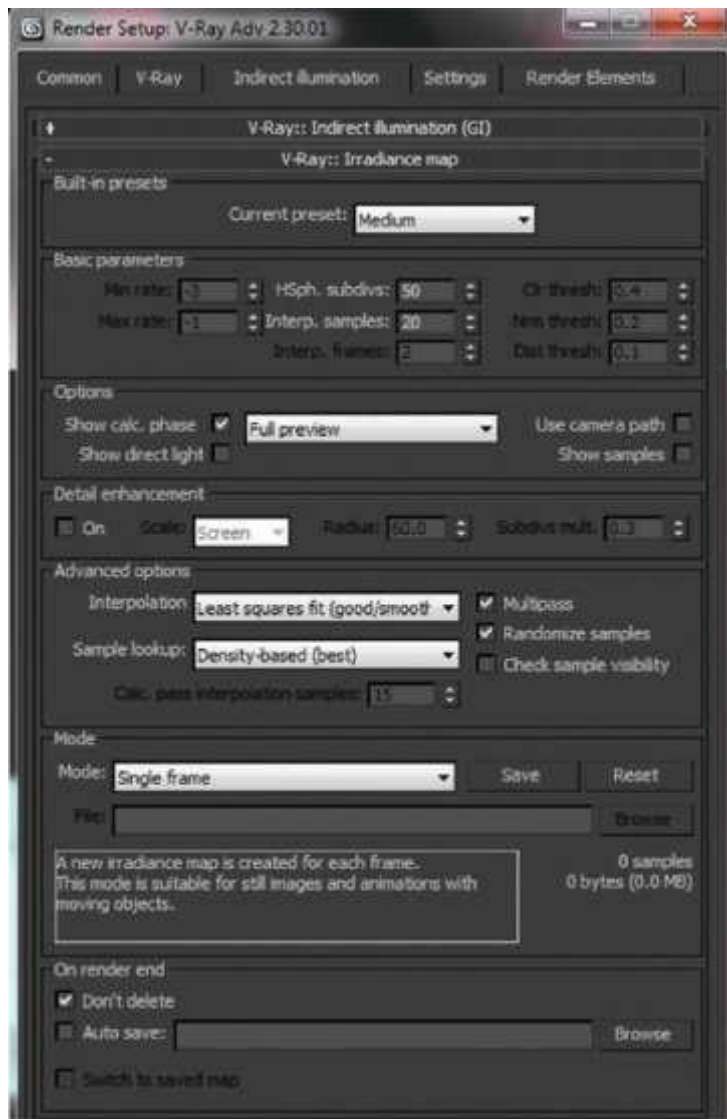 Render Setup: V-Ray Adv 2.30.01
Common V-Ray Indirect illumination Settings Render Elements
+ V-Ray:: Indirect illumination (GI)
- V-Ray:: Irradiance map
Built-in presets
Current preset: Medium
Basic parameters
Min rate: -3 HSph. subdivs: 50 Clr thresh: 0.4
Max rate: -1 Interp. samples: 20 Nrm thresh: 0.2
Interp. frames: 2 Dist thresh: 0.1
Options
Show calc. phase Full preview Use camera path
Show direct light Show samples
Detail enhancement
On Scale: Screen Radius: 60.0 Subdivs mult. 0.3
Advanced options
Interpolation Least squares fit (good/smooth Multipass
Randomize samples
Sample lookup: Density-based (best) Check sample visibility
Calc. pass interpolation samples: 15
Mode
Mode: Single frame Save Reset
File: Browse
A new irradiance map is created for each frame.
This mode is suitable for still images and animations with
moving objects.
0 samples
0 bytes (0.0 MB)
On render end
Don't delete
Auto save: Browse
Switch to saved map